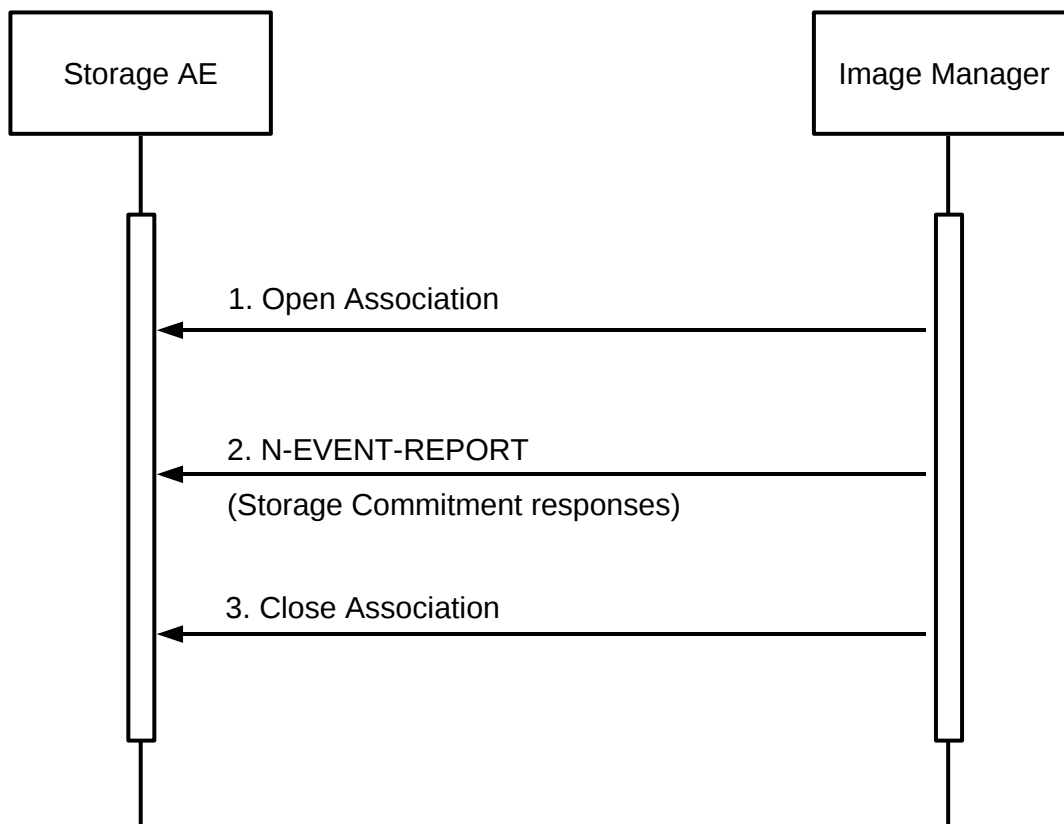 Storage AE
Image Manager
1. Open Association
2. N-EVENT-REPORT
(Storage Commitment responses)
3. Close Association